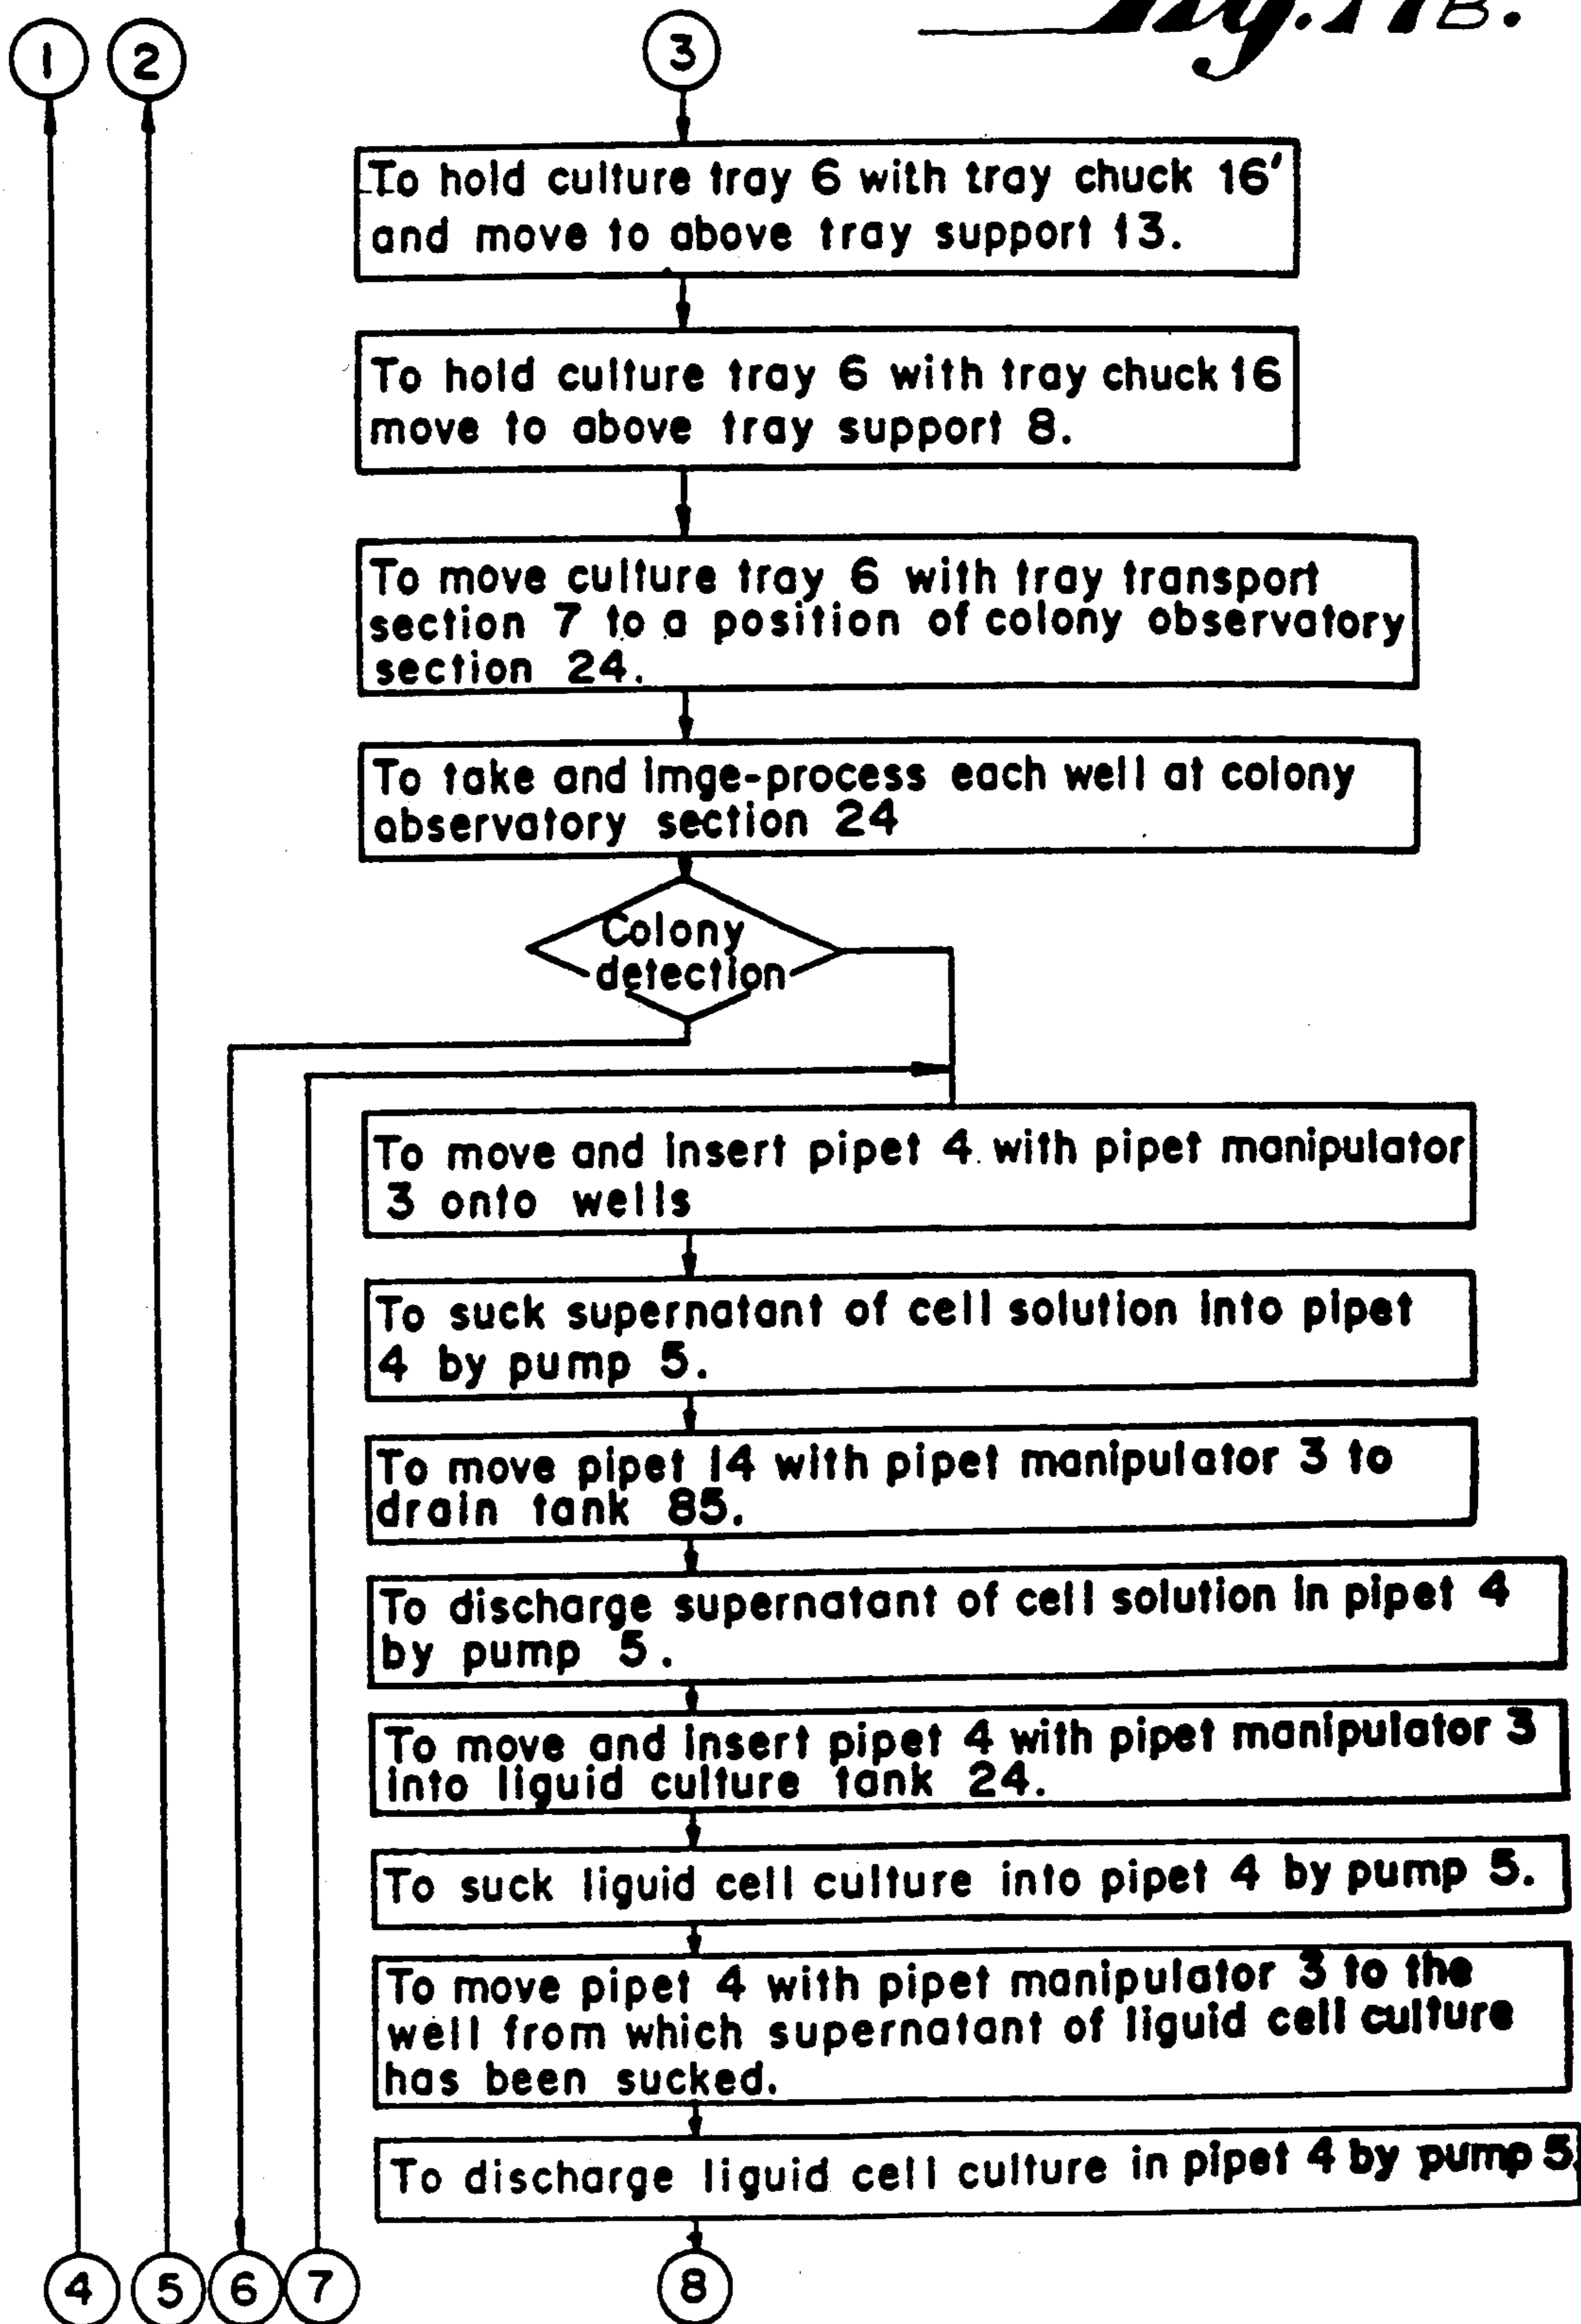 Fig. 11B.
1 2 3
To hold culture tray 6 with tray chuck 16'
and move to above tray support 13.
To hold culture tray 6 with tray chuck 16
move to above tray support 8.
To move culture tray 6 with tray transport
section 7 to a position of colony observatory
section 24.
To take and imge-process each well at colony
observatory section 24
Colony
detection
To move and insert pipet 4 with pipet manipulator
3 onto wells
To suck supernatant of cell solution into pipet
4 by pump 5.
To move pipet 14 with pipet manipulator 3 to
drain tank 85.
To discharge supernatant of cell solution in pipet 4
by pump 5.
To move and insert pipet 4 with pipet manipulator 3
into liguid culture tank 24.
To suck liguid cell culture into pipet 4 by pump 5.
To move pipet 4 with pipet manipulator 3 to the
well from which supernatant of liguid cell culture
has been sucked.
To discharge liguid cell culture in pipet 4 by pump 5.
4 5 6 7 8